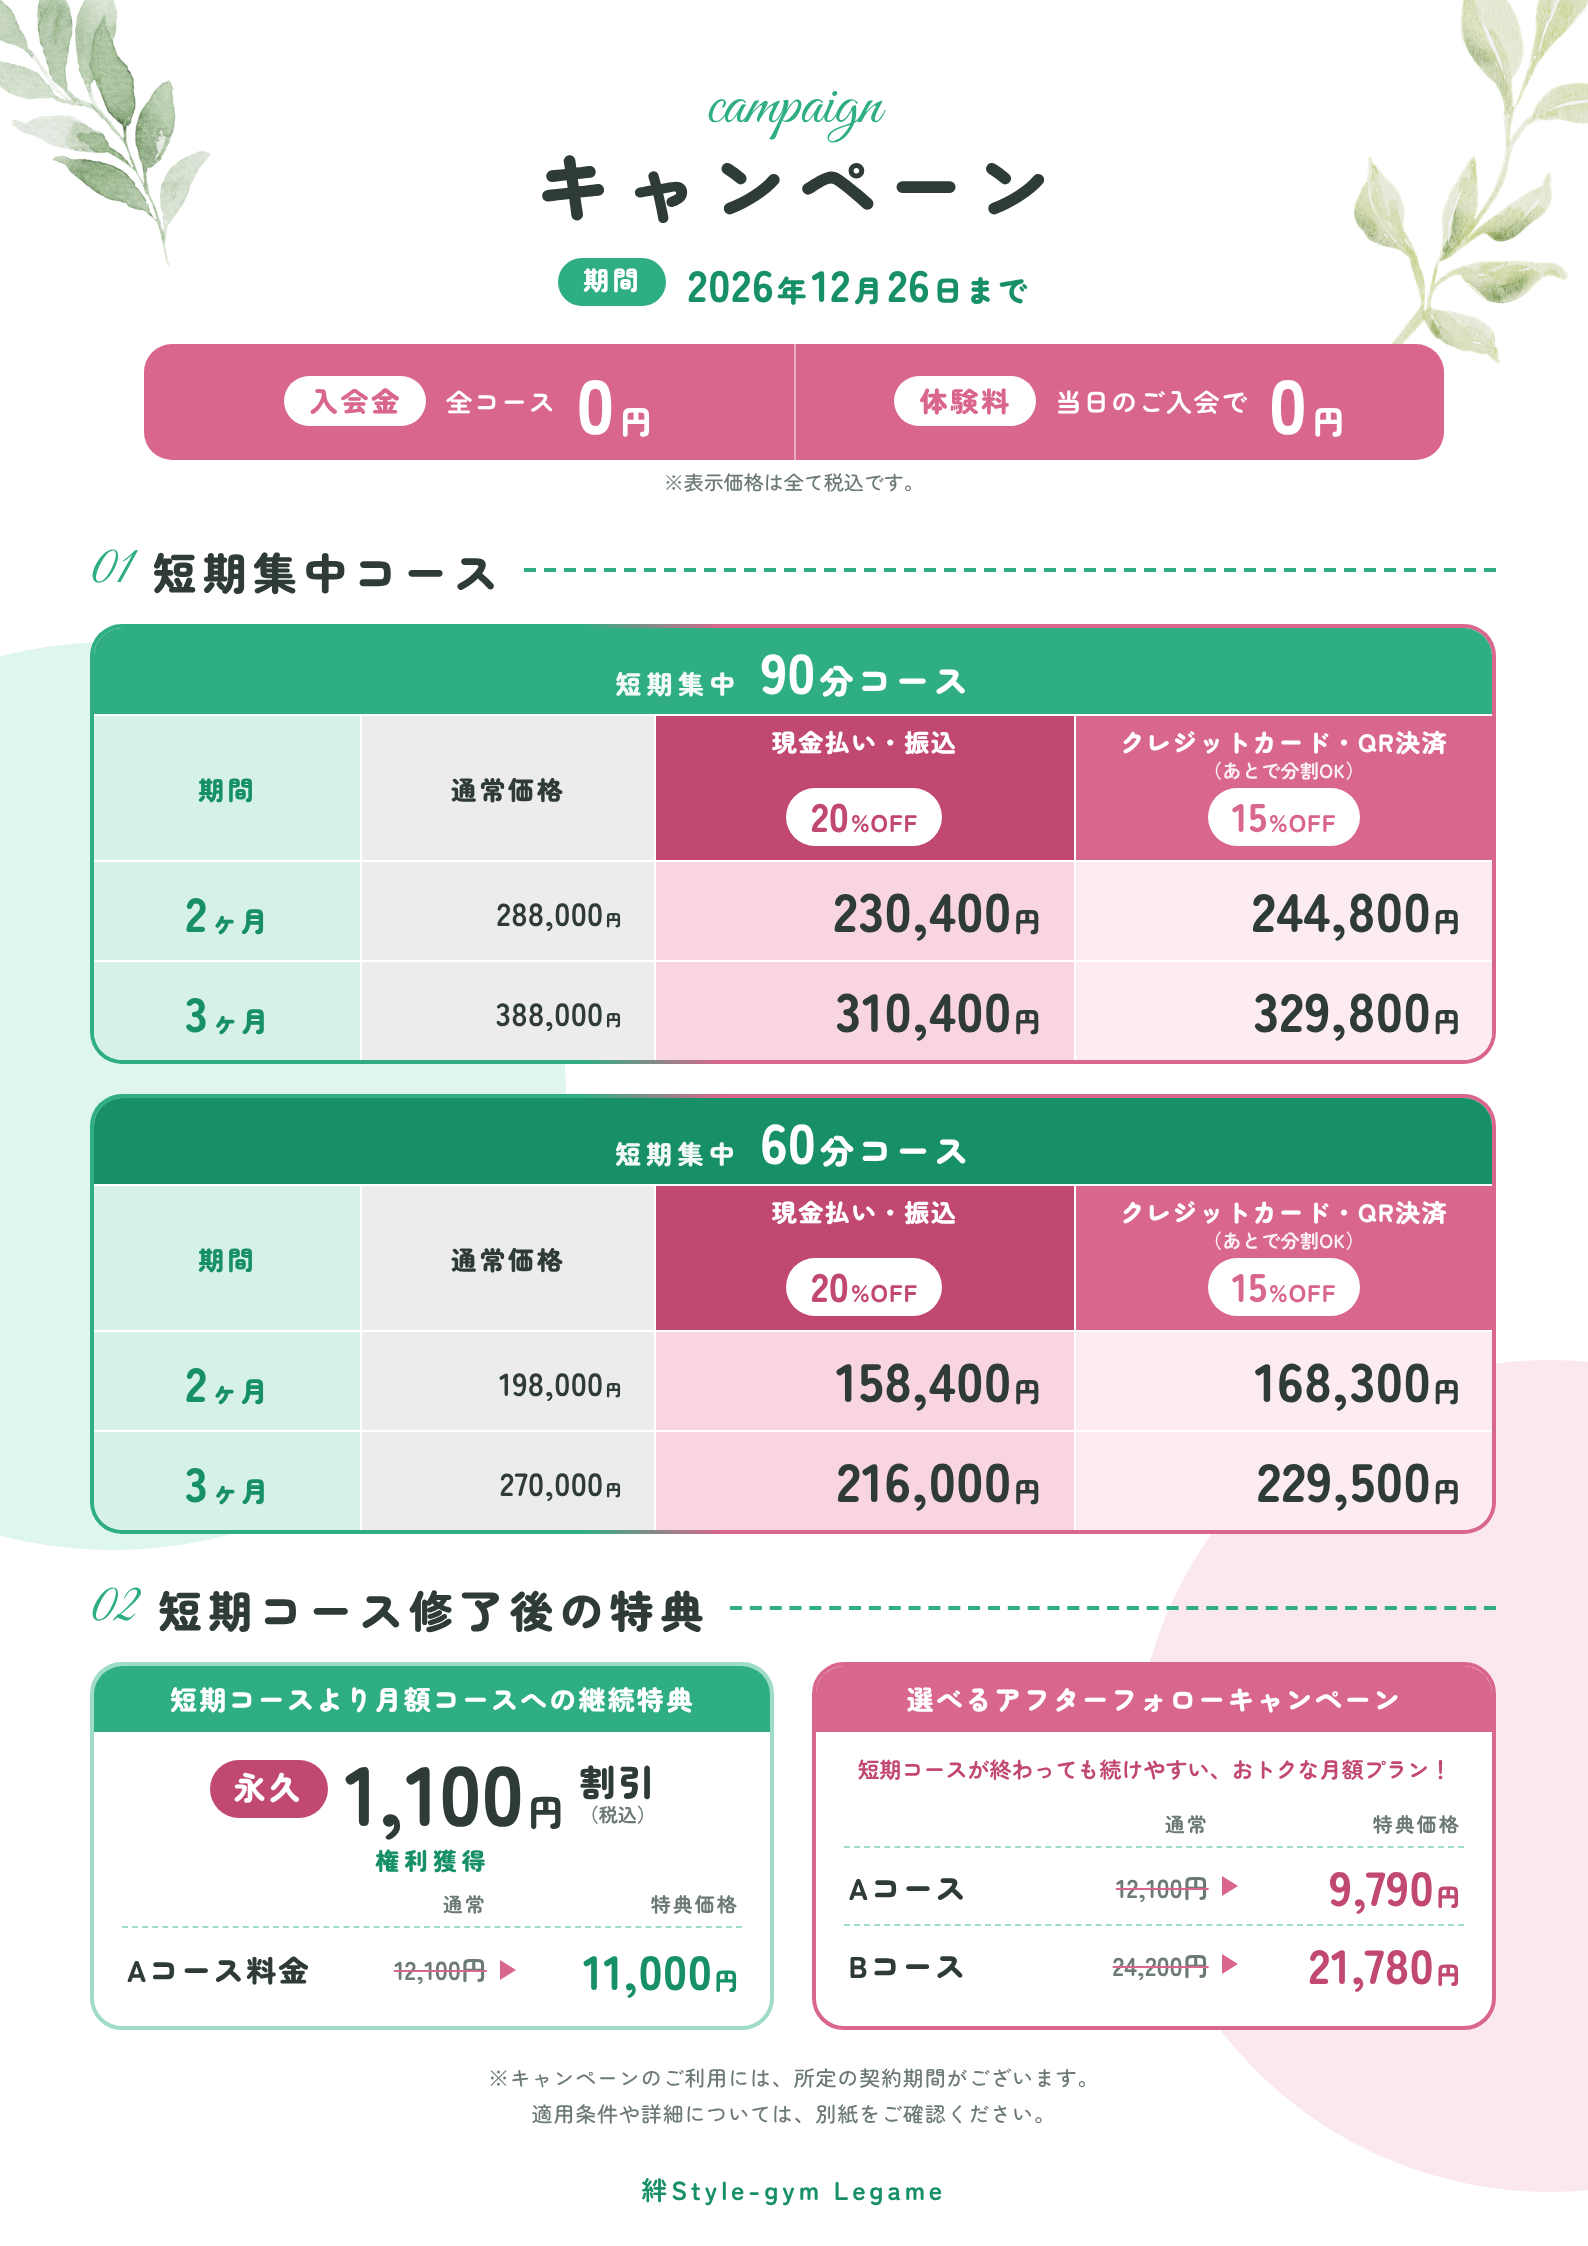 campaign
キャンペーン
期間 2026年12月26日まで
入会金 全コース 0円 体験料 当日のご入会で 0円
※表示価格は全て税込です。
01 短期集中コース
短期集中 90分コース
期間 通常価格 現金払い・振込 20%OFF クレジットカード・QR決済 (あとで分割OK) 15%OFF
2ヶ月 288,000円 230,400円 244,800円
3ヶ月 388,000円 310,400円 329,800円
短期集中 60分コース
期間 通常価格 現金払い・振込 20%OFF クレジットカード・QR決済 (あとで分割OK) 15%OFF
2ヶ月 198,000円 158,400円 168,300円
3ヶ月 270,000円 216,000円 229,500円
02 短期コース修了後の特典
短期コースより月額コースへの継続特典
永久 1,100円 割引 (税込)
権利獲得
通常 特典価格
Aコース料金 12,100円 ▶ 11,000円
選べるアフターフォローキャンペーン
短期コースが終わっても続けやすい、おトクな月額プラン！
通常 特典価格
Aコース 12,100円 ▶ 9,790円
Bコース 24,200円 ▶ 21,780円
※キャンペーンのご利用には、所定の契約期間がございます。
適用条件や詳細については、別紙をご確認ください。
絆Style-gym Legame